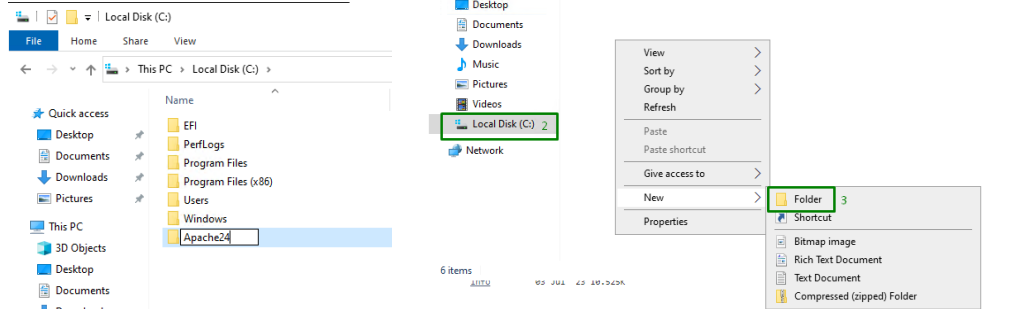 Local Disk (C:)
File Home Share View
This PC > Local Disk (C:) >
Name
Quick access
Desktop
Documents
Downloads
Pictures
This PC
3D Objects
Desktop
Documents
EFI
PerfLogs
Program Files
Program Files (x86)
Users
Windows
Apache24
Desktop
Documents
Downloads
Music
Pictures
Videos
Local Disk (C:) 2
Network
6 items
View
Sort by
Group by
Refresh
Paste
Paste shortcut
Give access to
New
Properties
Folder 3
Shortcut
Bitmap image
Rich Text Document
Text Document
Compressed (zipped) Folder